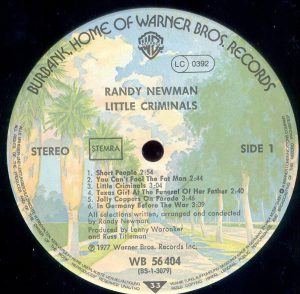 BURBANK, HOME OF WARNER BROS. RECORDS
LC 0392
RANDY NEWMAN
LITTLE CRIMINALS
STEREO
STEMRA
SIDE 1
1. Short People 2:54
2. You Can't Fool The Fat Man 2:44
3. Little Criminals 3:04
4. Texas Girl At The Funeral Of Her Father 2:40
5. Jolly Coppers On Parade 3:46
6. In Germany Before The War 3:39
All selections written, arranged and conducted
by Randy Newman
Produced by Lenny Waronker
and Russ Titleman
℗ 1977 Warner Bros. Records Inc.
WB 56 404
(BS-1-3079)
33